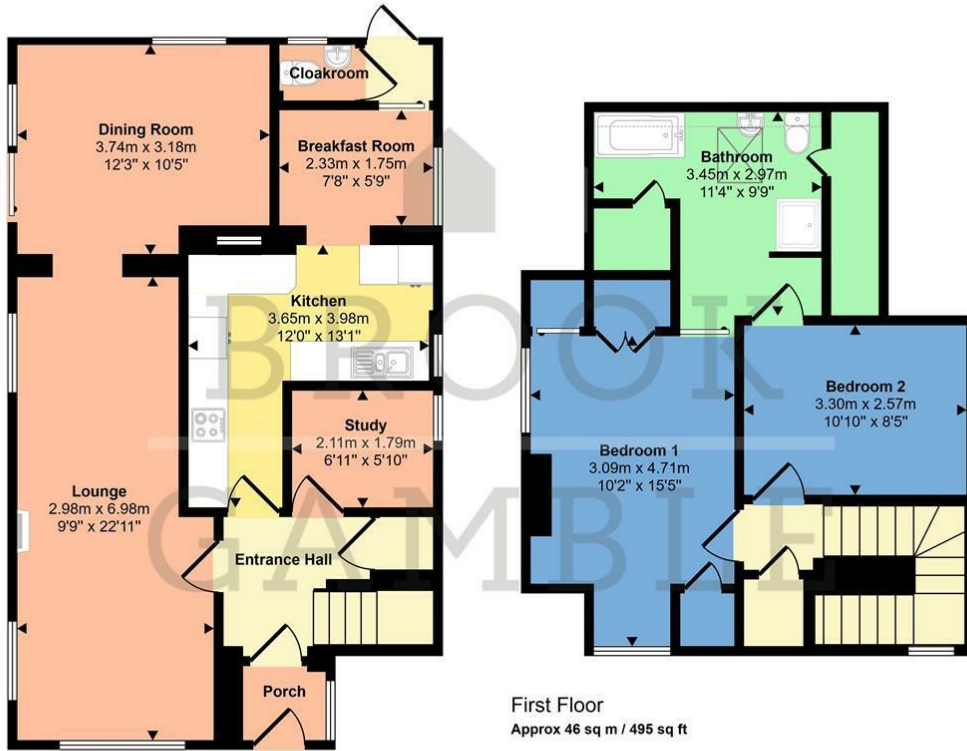 Cloakroom
Dining Room
3.74m x 3.18m
12'3" x 10'5"
Breakfast Room
2.33m x 1.75m
7'8" x 5'9"
Kitchen
3.65m x 3.98m
12'0" x 13'1"
Study
2.11m x 1.79m
6'11" x 5'10"
Lounge
2.98m x 6.98m
9'9" x 22'11"
Entrance Hall
Porch
Bathroom
3.45m x 2.97m
11'4" x 9'9"
Bedroom 2
3.30m x 2.57m
10'10" x 8'5"
Bedroom 1
3.09m x 4.71m
10'2" x 15'5"
First Floor
Approx 46 sq m / 495 sq ft
BROOK
GAMBLE